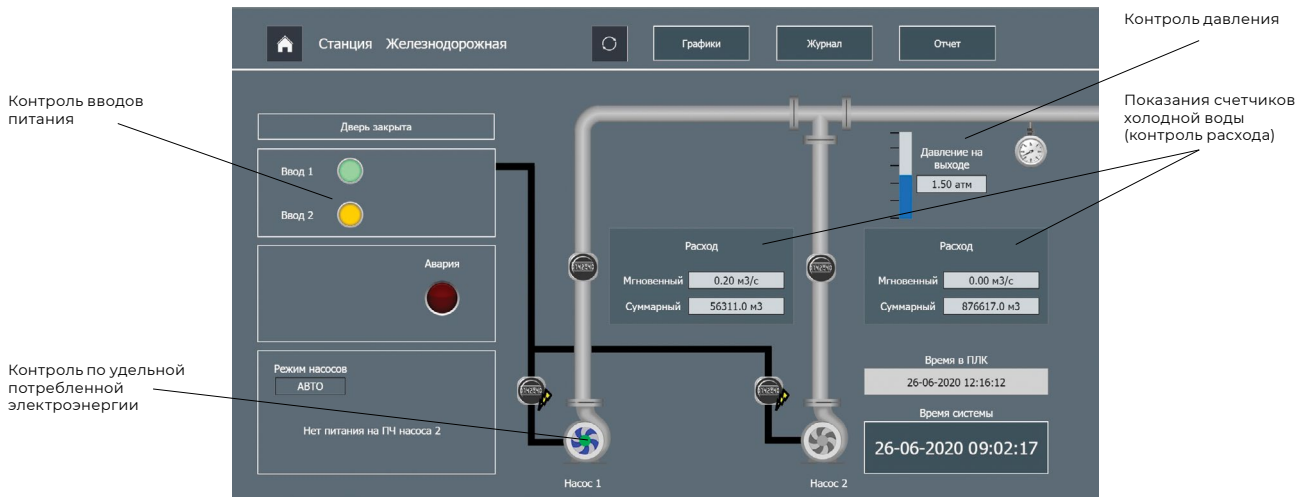 Контроль давления
Станция Железнодорожная
Графики
Журнал
Отчет
Контроль вводов
питания
Показания счетчиков
холодной воды
(контроль расхода)
Дверь закрыта
Ввод 1
Ввод 2
Давление на
выходе
1.50 атм
Авария
Расход
Мгновенный 0.20 м3/с
Суммарный 56311.0 м3
Расход
Мгновенный 0.00 м3/с
Суммарный 876617.0 м3
Контроль по удельной
потребленной
электроэнергии
Режим насосов
АВТО
Нет питания на ПЧ насоса 2
Время в ПЛК
26-06-2020 12:16:12
Время системы
26-06-2020 09:02:17
Насос 1
Насос 2